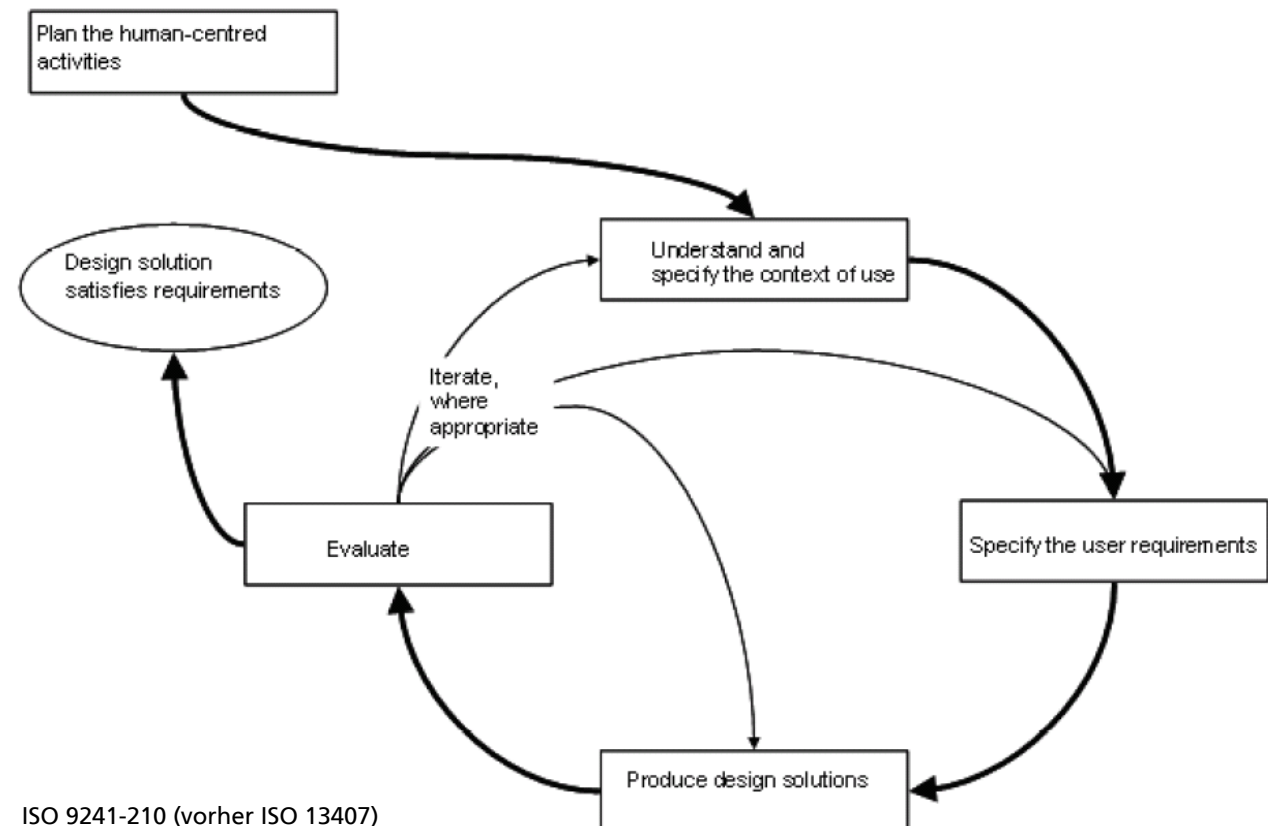 Plan the human-centred
activities
Understand and
specify the context of use
Design solution
satisfies requirements
Iterate,
where
appropriate
Evaluate
Specify the user requirements
Produce design solutions
ISO 9241-210 (vorher ISO 13407)